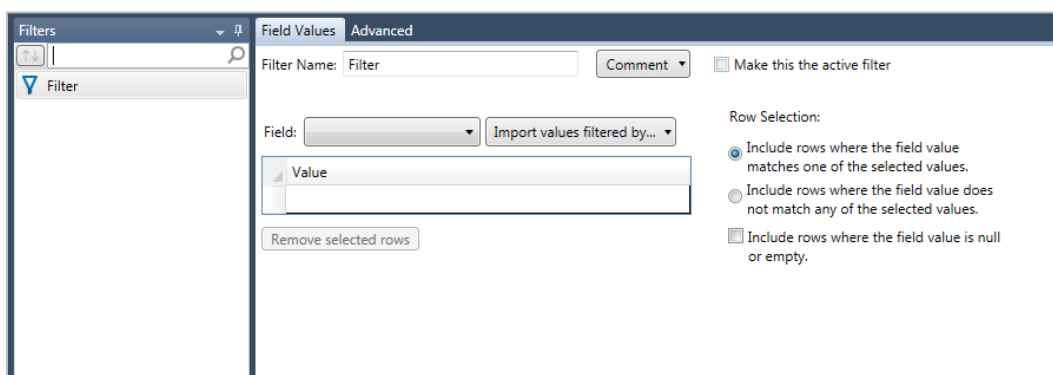 Filters
Filter
Field Values Advanced
Filter Name: Filter Comment
Make this the active filter
Field: Import values filtered by...
Value
Remove selected rows
Row Selection:
Include rows where the field value
matches one of the selected values.
Include rows where the field value does
not match any of the selected values.
Include rows where the field value is null
or empty.